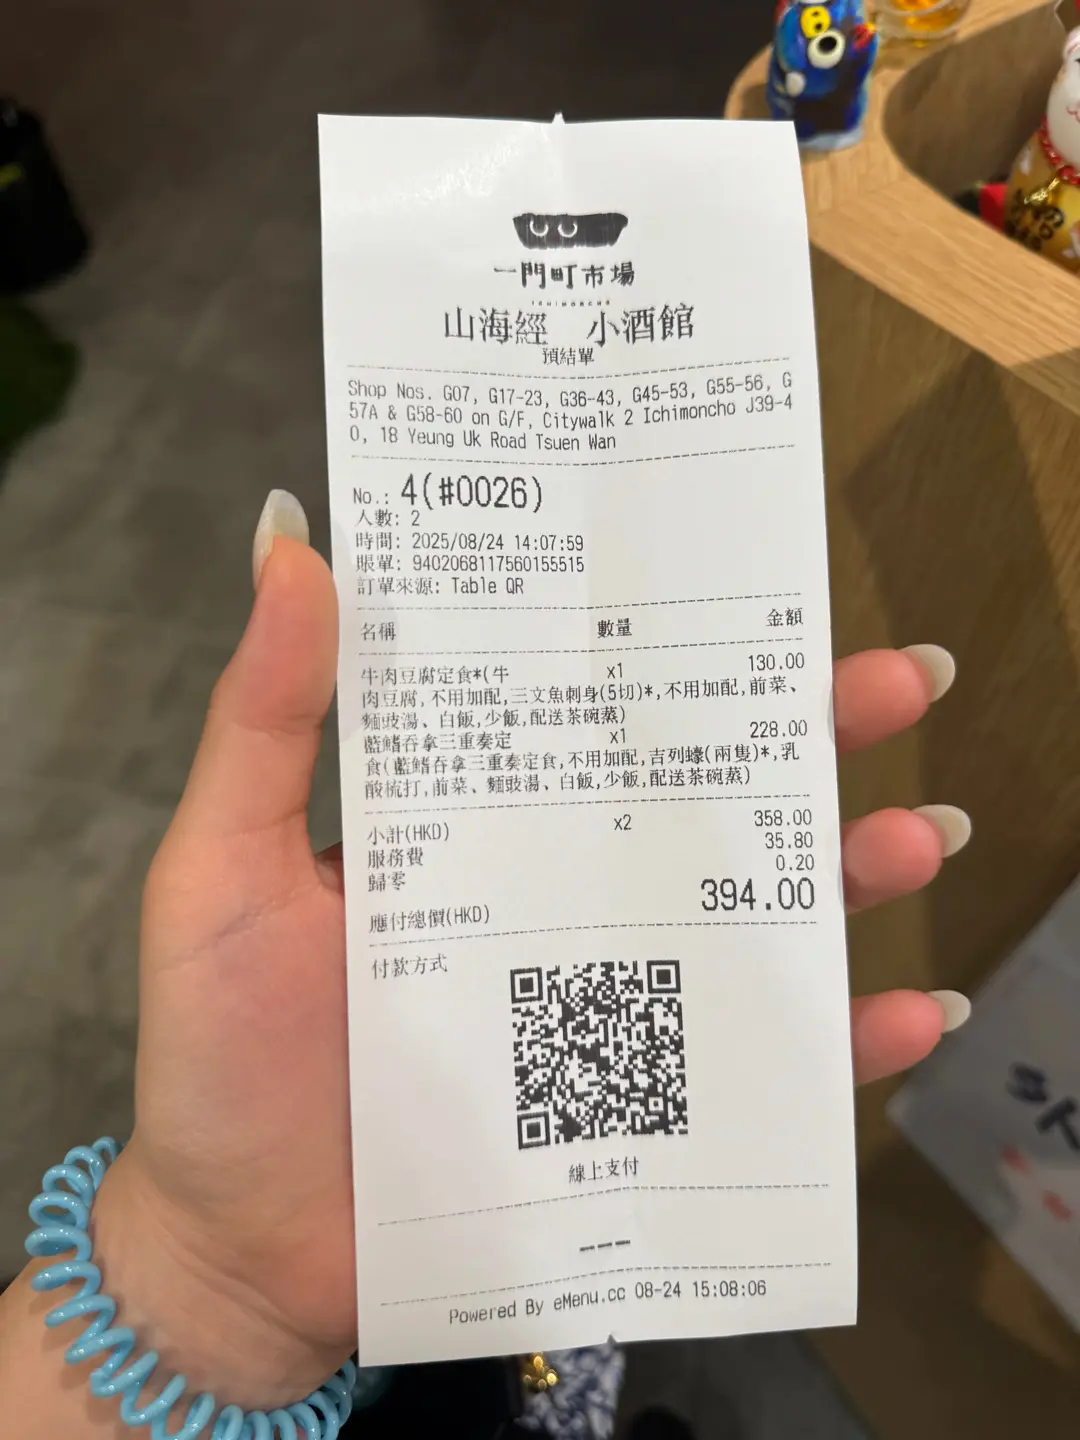 一門町市場
ICHIMONCHO
山海經 小酒館
預結單
Shop Nos. G07, G17-23, G36-43, G45-53, G55-56, G
57A & G58-60 on G/F, Citywalk 2 Ichimoncho J39-4
0, 18 Yeung Uk Road Tsuen Wan
No.: 4(#0026)
人數: 2
時間: 2025/08/24 14:07:59
賬單: 9402068117560155515
訂單來源: Table QR
名稱 數量 金額
牛肉豆腐定食*(牛 x1 130.00
肉豆腐,不用加配,三文魚刺身(5切)*,不用加配,前菜、
麵豉湯、白飯,少飯,配送茶碗蒸)
藍鰭吞拿三重奏定 x1 228.00
食(藍鰭吞拿三重奏定食,不用加配,吉列蠔(兩隻)*,乳
酸梳打,前菜、麵豉湯、白飯,少飯,配送茶碗蒸)
小計(HKD) x2 358.00
服務費 35.80
歸零 0.20
應付總價(HKD) 394.00
付款方式
線上支付
---
Powered By eMenu.cc 08-24 15:08:06